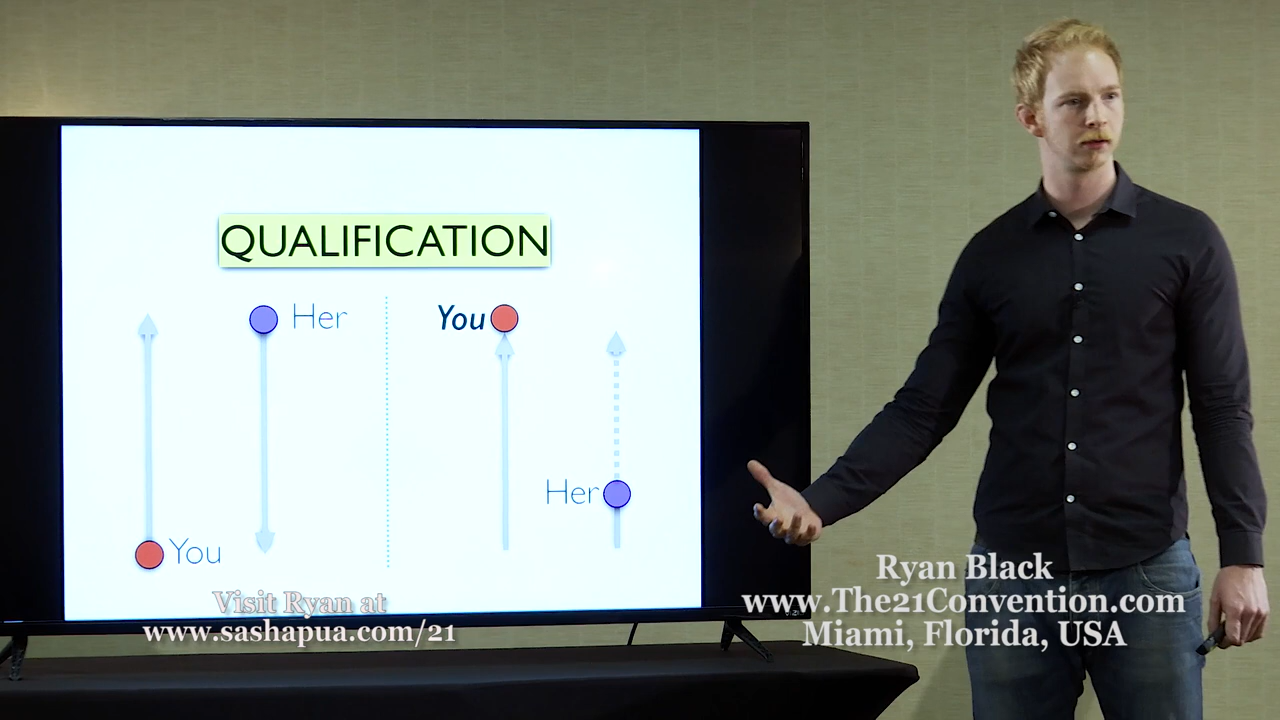 QUALIFICATION
Her
You
Her
You
Visit Ryan at
www.sashapua.com/21
Ryan Black
www.The21Convention.com
Miami, Florida, USA